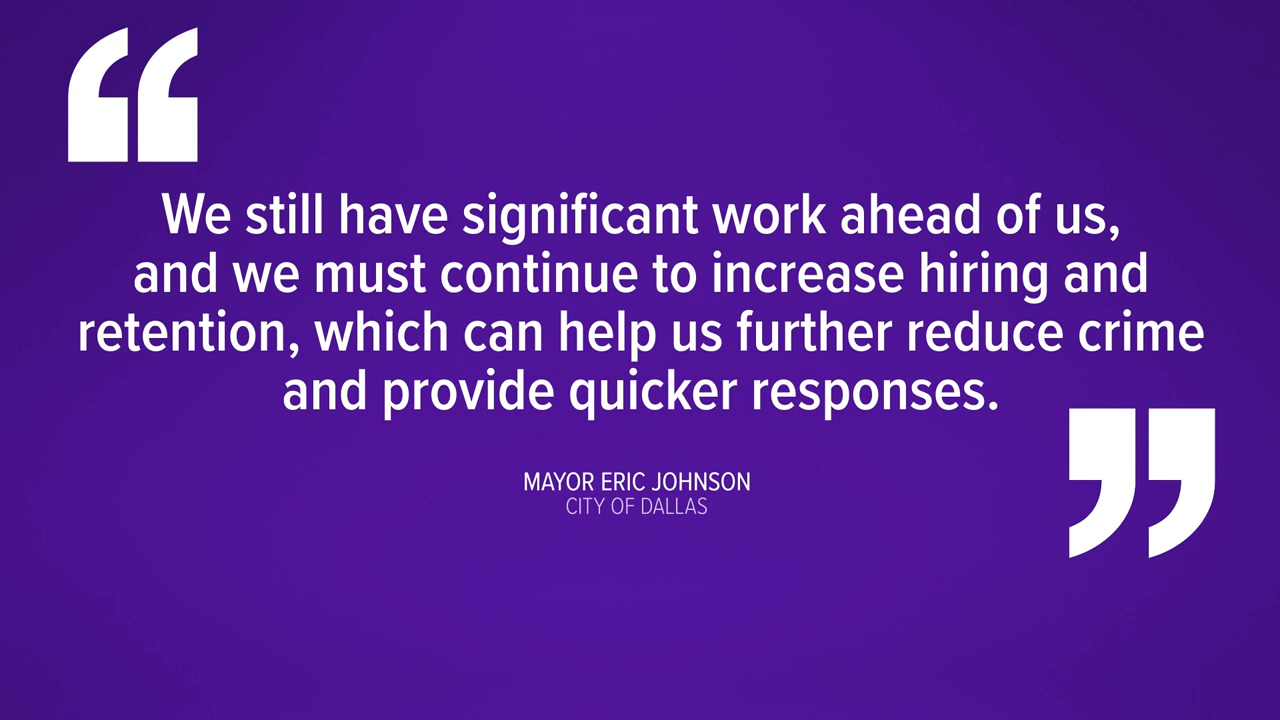 “
We still have significant work ahead of us,
and we must continue to increase hiring and
retention, which can help us further reduce crime
and provide quicker responses.
”
MAYOR ERIC JOHNSON
CITY OF DALLAS